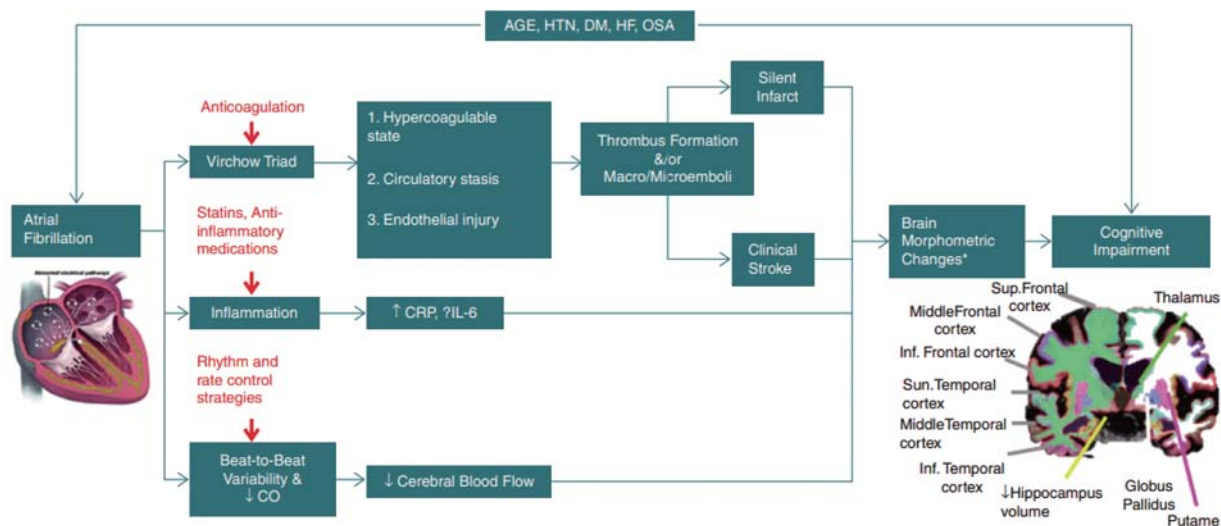 AGE, HTN, DM, HF, OSA
Anticoagulation
Virchow Triad
1. Hypercoagulable
state
2. Circulatory stasis
3. Endothelial injury
Thrombus Formation
&/or
Macro/Microemboli
Silent
Infarct
Clinical
Stroke
Atrial
Fibrillation
Abnormal electrical pathways
Statins, Anti-
inflammatory
medications
Inflammation
↑ CRP, ?IL-6
Rhythm and
rate control
strategies
Beat-to-Beat
Variability &
↓ CO
↓ Cerebral Blood Flow
Brain
Morphometric
Changes*
Cognitive
Impairment
Sup.Frontal
cortex
Thalamus
MiddleFrontal
cortex
Inf. Frontal cortex
Sun.Temporal
cortex
MiddleTemporal
cortex
Inf. Temporal
cortex
↓Hippocampus
volume
Globus
Pallidus
Putame